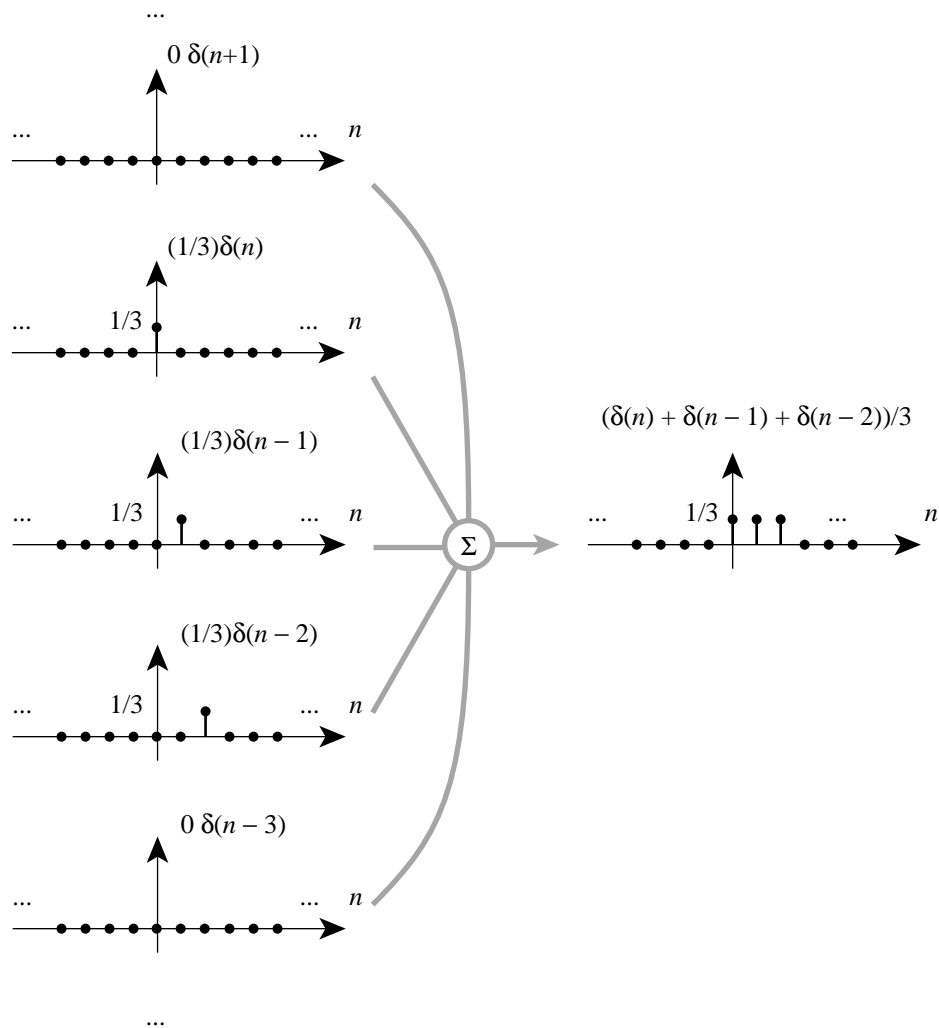 ...
0 δ(n+1)
... ... n
(1/3)δ(n)
... 1/3 ... n
(1/3)δ(n − 1)
... 1/3 ... n
(1/3)δ(n − 2)
... 1/3 ... n
0 δ(n − 3)
... ... n
...
Σ
(δ(n) + δ(n − 1) + δ(n − 2))/3
... 1/3 ... n